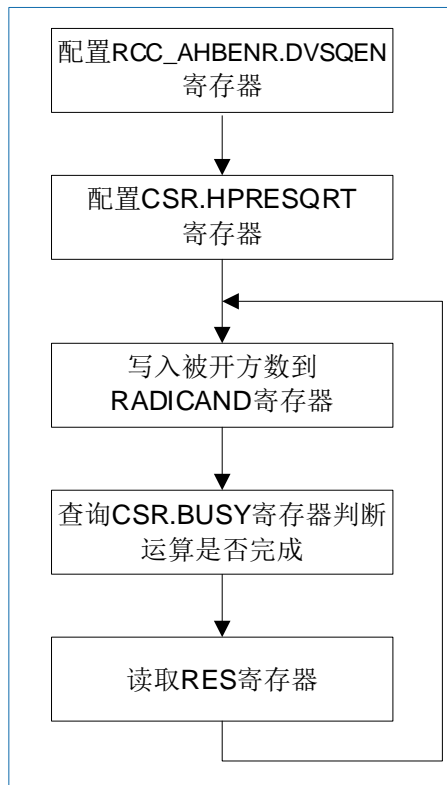 配置RCC_AHBENR.DVSQEN
寄存器
配置CSR.HPRESQRT
寄存器
写入被开方数到
RADICAND寄存器
查询CSR.BUSY寄存器判断
运算是否完成
读取RES寄存器